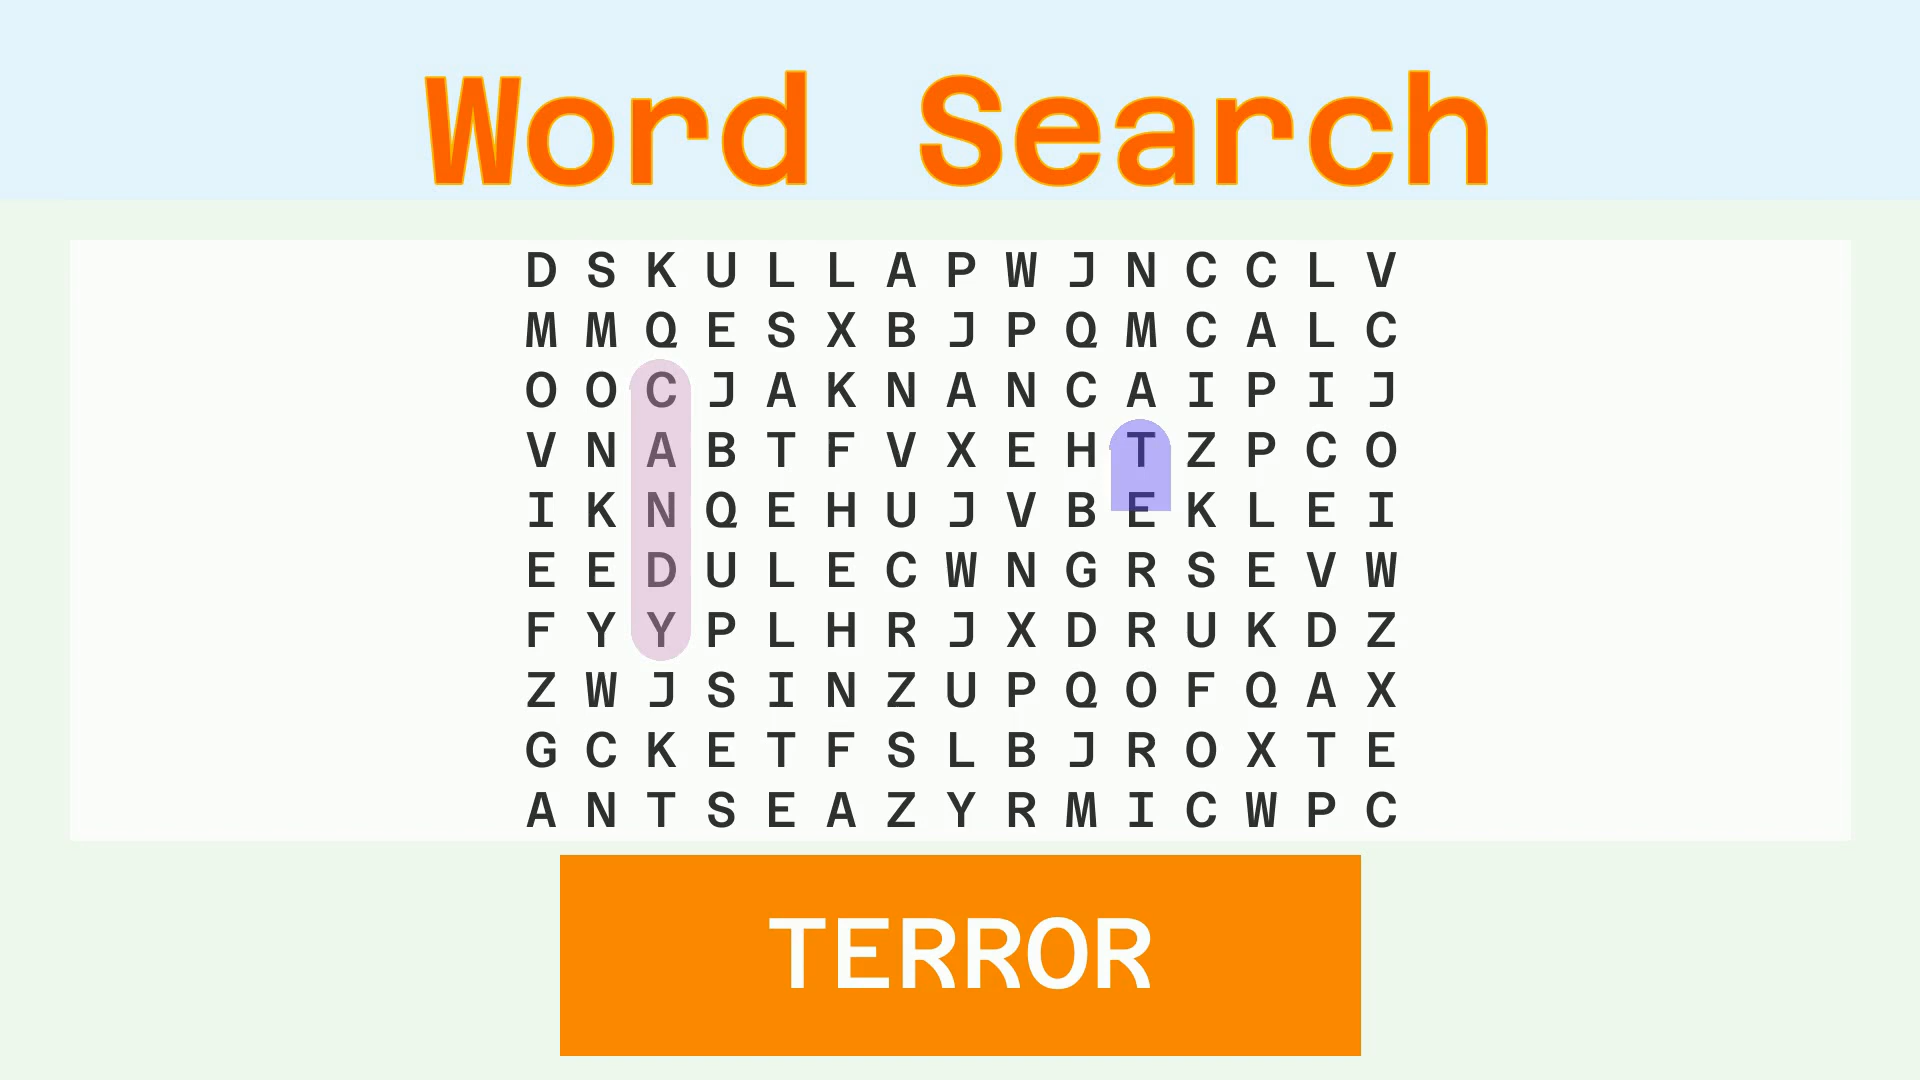 Word Search
D S K U L L A P W J N C C L V
M M Q E S X B J P Q M C A L C
O O C J A K N A N C A I P I J
V N A B T F V X E H T Z P C O
I K N Q E H U J V B E K L E I
E E D U L E C W N G R S E V W
F Y Y P L H R J X D R U K D Z
Z W J S I N Z U P Q O F Q A X
G C K E T F S L B J R O X T E
A N T S E A Z Y R M I C W P C
TERROR